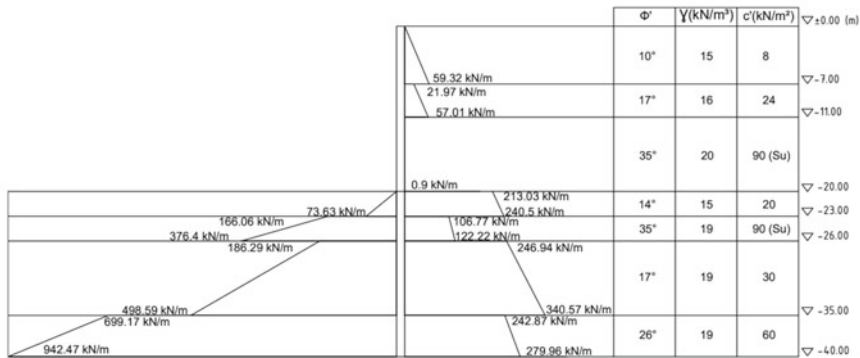 Φ' Ɣ(kN/m³) c'(kN/m²) ±0.00 (m)
10° 15 8
59.32 kN/m -7.00
21.97 kN/m
17° 16 24
57.01 kN/m -11.00
35° 20 90 (Su)
0.9 kN/m -20.00
213.03 kN/m
14° 15 20
73.63 kN/m 240.5 kN/m -23.00
166.06 kN/m 106.77 kN/m
35° 19 90 (Su)
376.4 kN/m 122.22 kN/m -26.00
186.29 kN/m 246.94 kN/m
17° 19 30
498.59 kN/m 340.57 kN/m -35.00
699.17 kN/m 242.87 kN/m
26° 19 60
942.47 kN/m 279.96 kN/m -40.00